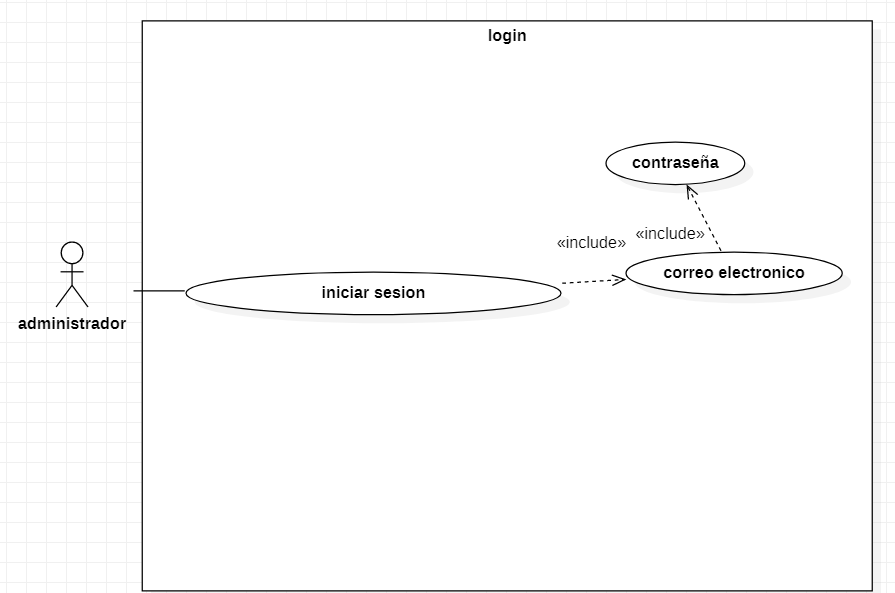 login
contraseña
«include»
«include»
correo electronico
iniciar sesion
administrador